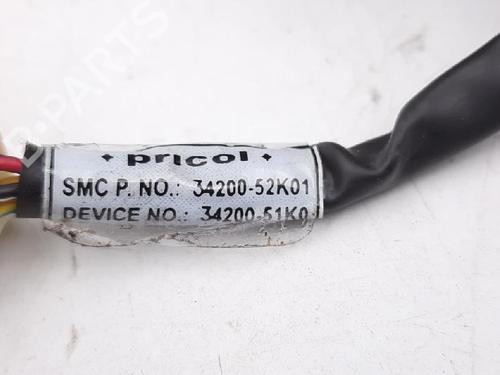 pricol
SMC P. NO.: 34200-52K01
DEVICE NO.: 34200-51K0